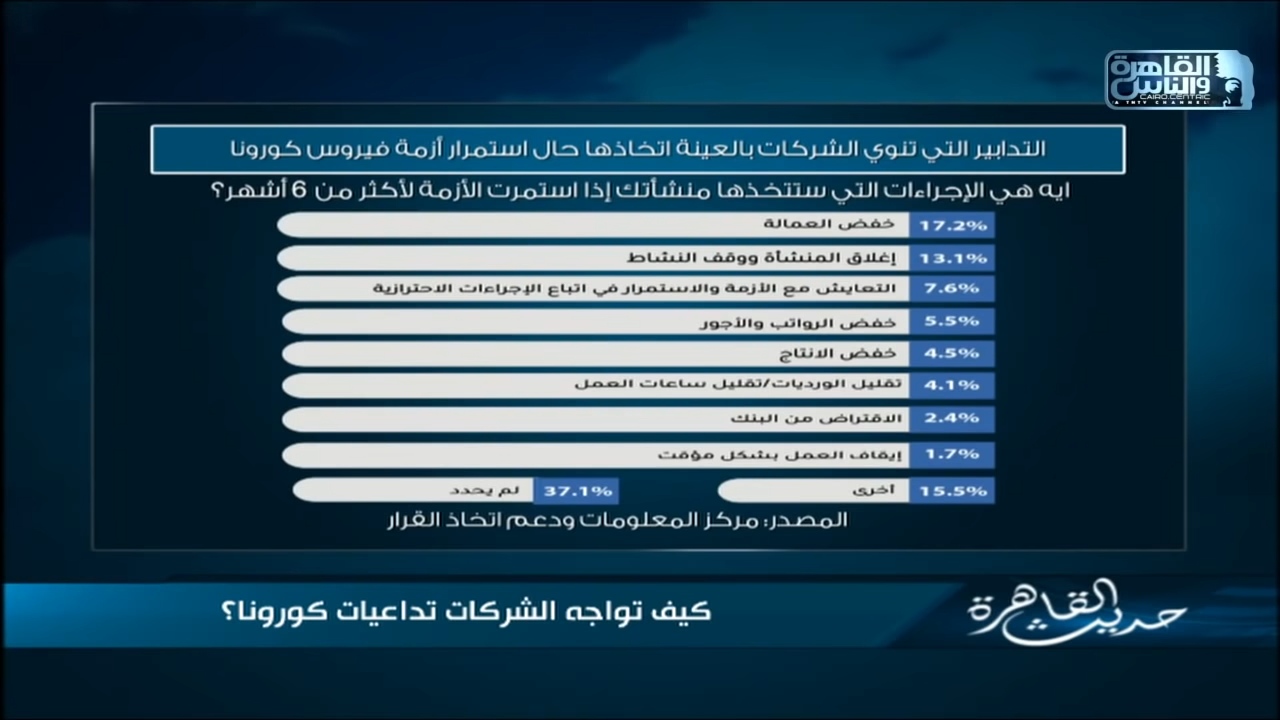 القاهرة
والناس
CAIRO.CENTRIC
A TNTV CHANNEL
التدابير التي تنوي الشركات بالعينة اتخاذها حال استمرار أزمة فيروس كورونا
ايه هي الإجراءات التي ستتخذها منشأتك إذا استمرت الأزمة لأكثر من 6 أشهر؟
17.2% خفض العمالة
13.1% إغلاق المنشأة ووقف النشاط
7.6% التعايش مع الأزمة والاستمرار في اتباع الإجراءات الاحترازية
5.5% خفض الرواتب والأجور
4.5% خفض الانتاج
4.1% تقليل الورديات/تقليل ساعات العمل
2.4% الاقتراض من البنك
1.7% إيقاف العمل بشكل مؤقت
15.5% أخرى 37.1% لم يحدد
المصدر: مركز المعلومات ودعم اتخاذ القرار
حديث القاهرة
كيف تواجه الشركات تداعيات كورونا؟